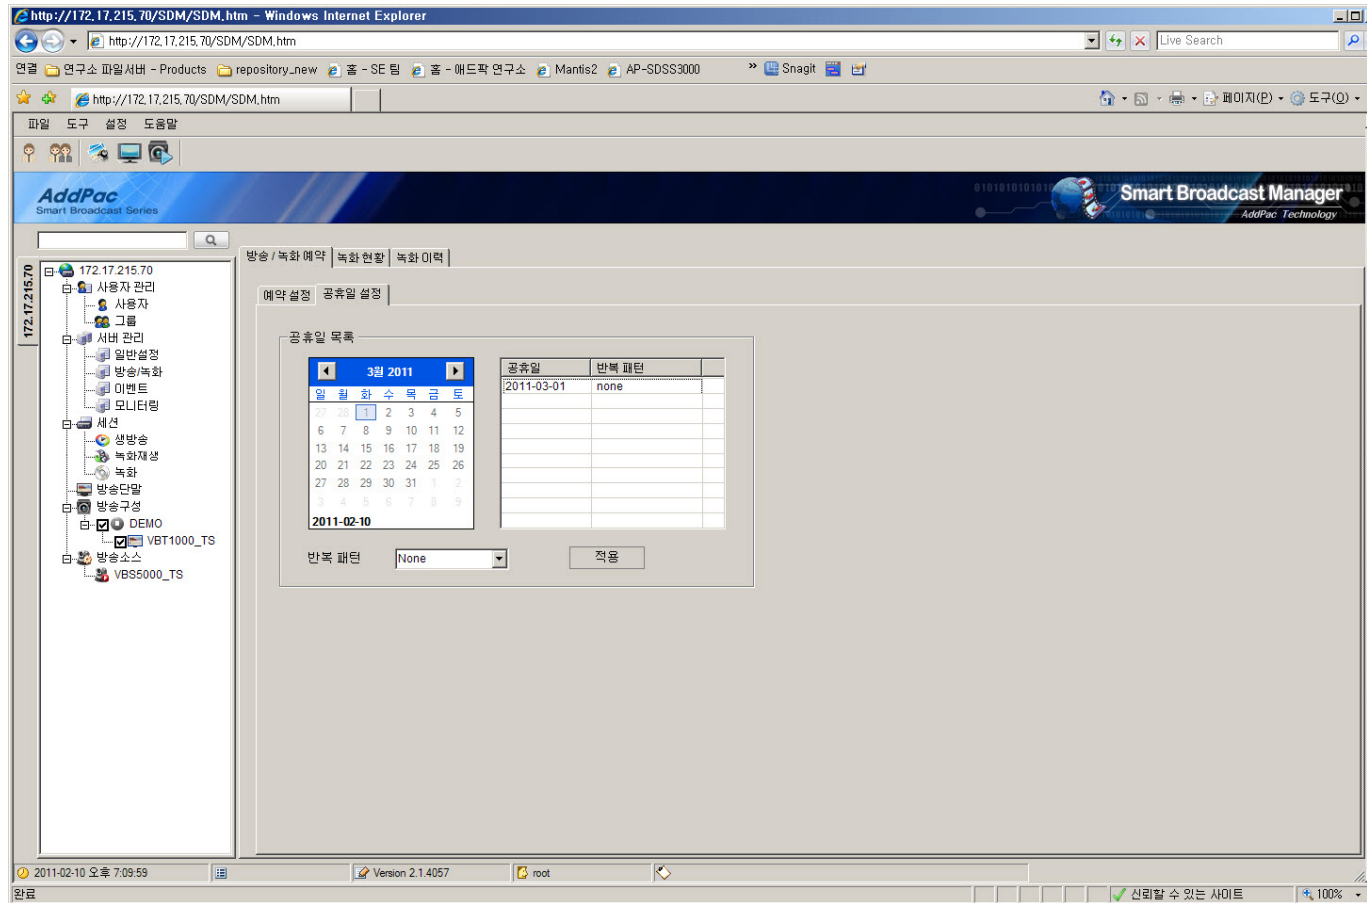 http://172.17.215.70/SDM/SDM.htm - Windows Internet Explorer
http://172.17.215.70/SDM/SDM.htm
Live Search
연결 연구소 파일서버 - Products repository_new 홈 - SE 팀 홈 - 애드팍 연구소 Mantis2 AP-SDSS3000 » Snagit
http://172.17.215.70/SDM/SDM.htm
페이지(P) 도구(O)
파일 도구 설정 도움말
AddPac
Smart Broadcast Series
Smart Broadcast Manager
AddPac Technology
172.17.215.70
172.17.215.70
사용자 관리
사용자
그룹
서버 관리
일반설정
방송/녹화
이벤트
모니터링
세션
생방송
녹화재생
녹화
방송단말
방송구성
DEMO
VBT1000_TS
방송소스
VBS5000_TS
방송 / 녹화 예약 녹화 현황 녹화 이력
예약 설정 공휴일 설정
공휴일 목록
3월 2011
일 월 화 수 목 금 토
27 28 1 2 3 4 5
6 7 8 9 10 11 12
13 14 15 16 17 18 19
20 21 22 23 24 25 26
27 28 29 30 31 1 2
3 4 5 6 7 8 9
2011-02-10
공휴일 반복 패턴
2011-03-01 none
반복 패턴 None 적용
2011-02-10 오후 7:09:59 Version 2.1.4057 root
완료 신뢰할 수 있는 사이트 100%